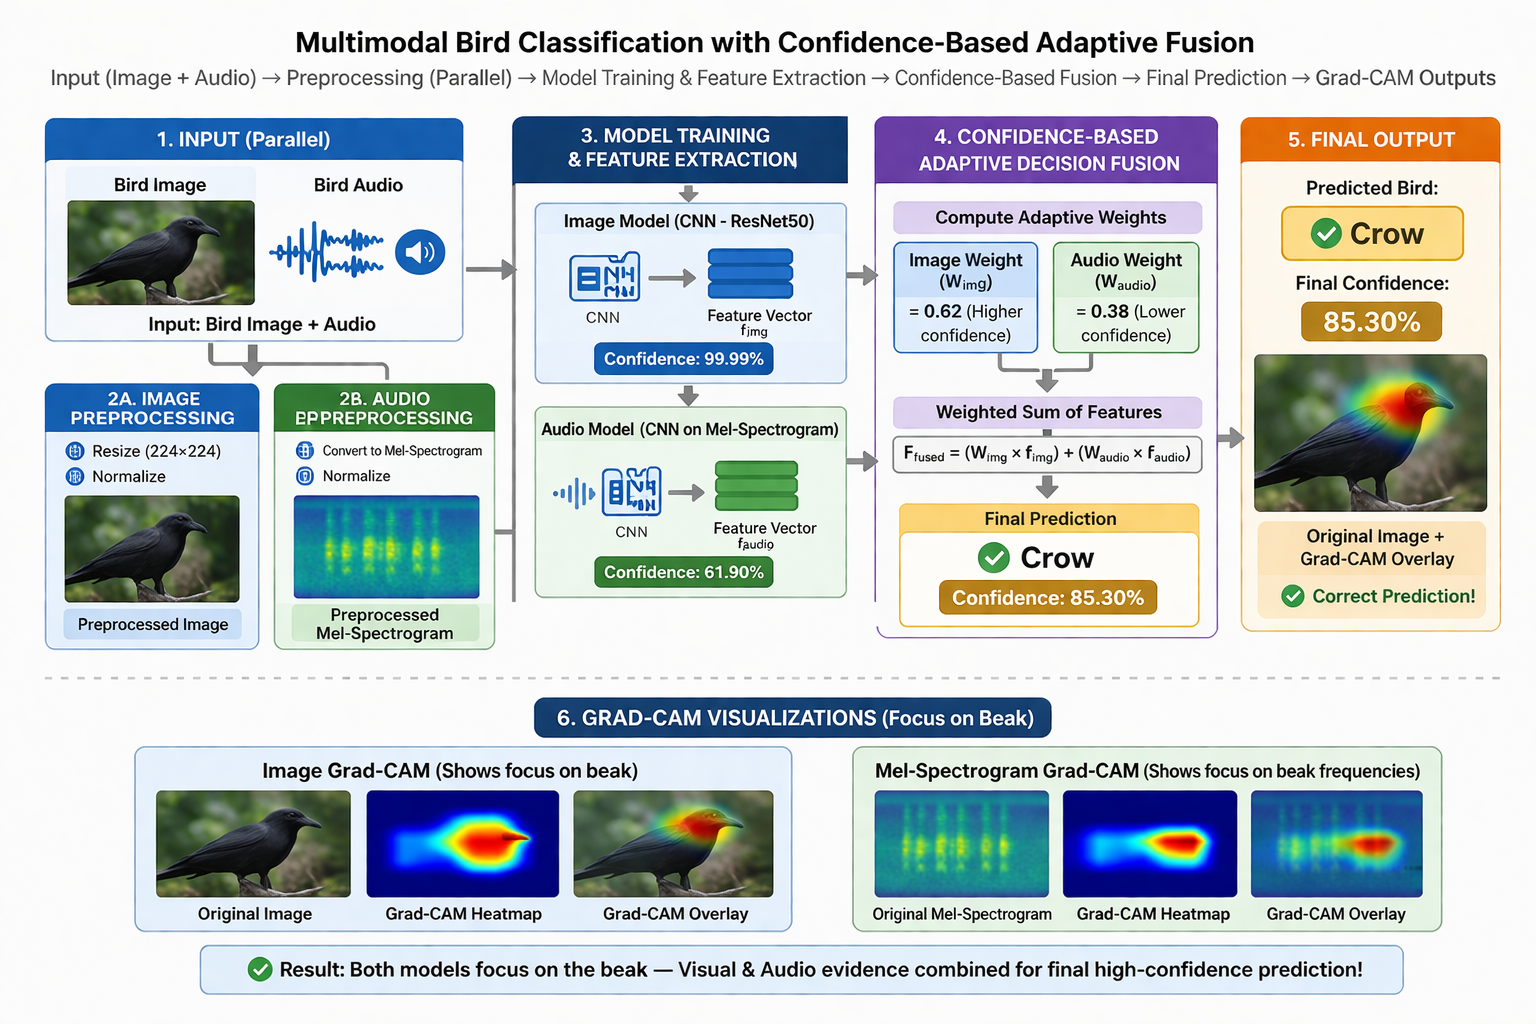 Multimodal Bird Classification with Confidence-Based Adaptive Fusion
Input (Image + Audio) → Preprocessing (Parallel) → Model Training & Feature Extraction → Confidence-Based Fusion → Final Prediction → Grad-CAM Outputs
1. INPUT (Parallel)
Bird Image
Bird Audio
Input: Bird Image + Audio
2A. IMAGE
PREPROCESSING
Resize (224×224)
Normalize
Preprocessed Image
2B. AUDIO
EPPREPROCESSING
Convert to Mel-Spectrogram
Normalize
Preprocessed
Mel-Spectrogram
3. MODEL TRAINING
& FEATURE EXTRACTION
Image Model (CNN - ResNet50)
CNN
Feature Vector
fimg
Confidence: 99.99%
Audio Model (CNN on Mel-Spectrogram)
CNN
Feature Vector
faudio
Confidence: 61.90%
4. CONFIDENCE-BASED
ADAPTIVE DECISION FUSION
Compute Adaptive Weights
Image Weight
(Wimg)
= 0.62 (Higher
confidence)
Audio Weight
(Waudio)
= 0.38 (Lower
confidence)
Weighted Sum of Features
Ffused = (Wimg × fimg) + (Waudio × faudio)
Final Prediction
Crow
Confidence: 85.30%
5. FINAL OUTPUT
Predicted Bird:
Crow
Final Confidence:
85.30%
Original Image +
Grad-CAM Overlay
Correct Prediction!
6. GRAD-CAM VISUALIZATIONS (Focus on Beak)
Image Grad-CAM (Shows focus on beak)
Original Image
Grad-CAM Heatmap
Grad-CAM Overlay
Mel-Spectrogram Grad-CAM (Shows focus on beak frequencies)
Original Mel-Spectrogram
Grad-CAM Heatmap
Grad-CAM Overlay
Result: Both models focus on the beak — Visual & Audio evidence combined for final high-confidence prediction!